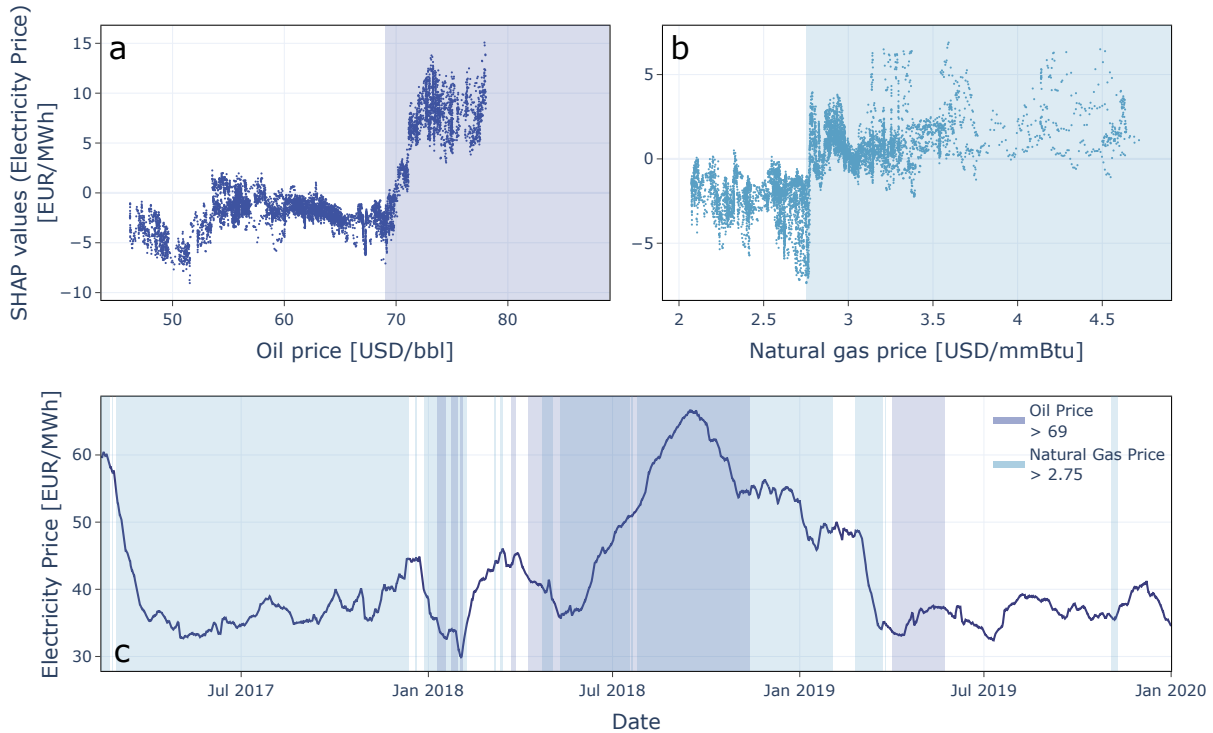 SHAP values (Electricity Price)
[EUR/MWh]
a
15
10
5
0
−5
−10
50
60
70
80
Oil price [USD/bbl]
b
5
0
−5
2
2.5
3
3.5
4
4.5
Natural gas price [USD/mmBtu]
Electricity Price [EUR/MWh]
60
50
40
30
c
Oil Price
> 69
Natural Gas Price
> 2.75
Jul 2017
Jan 2018
Jul 2018
Jan 2019
Jul 2019
Jan 2020
Date